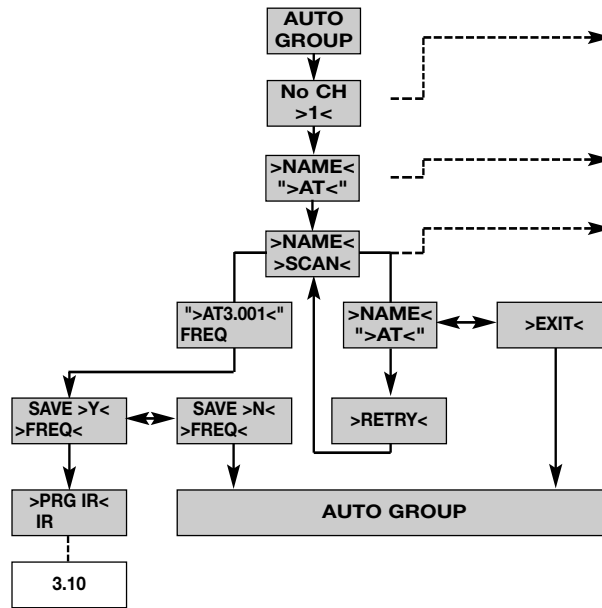 AUTO
GROUP
No CH
>1<
>NAME<
">AT<"
>NAME<
>SCAN<
">AT3.001<"
FREQ
>NAME<
">AT<"
>EXIT<
SAVE >Y<
>FREQ<
SAVE >N<
>FREQ<
>RETRY<
>PRG IR<
IR
AUTO GROUP
3.10